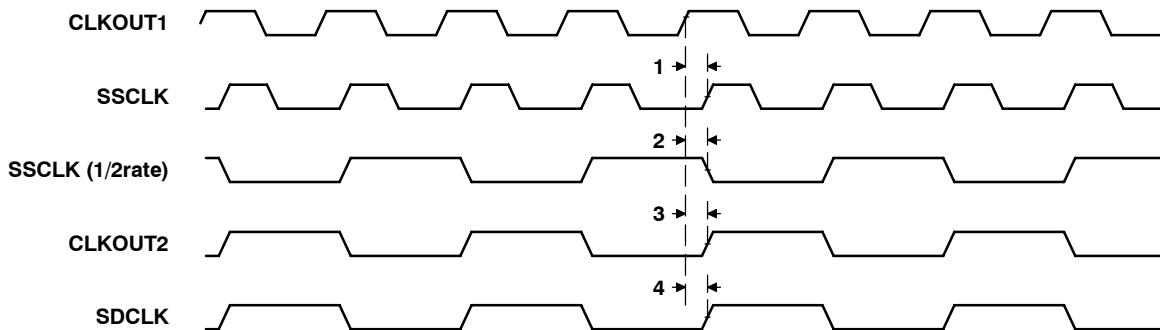 CLKOUT1
1
SSCLK
2
SSCLK (1/2rate)
3
CLKOUT2
4
SDCLK